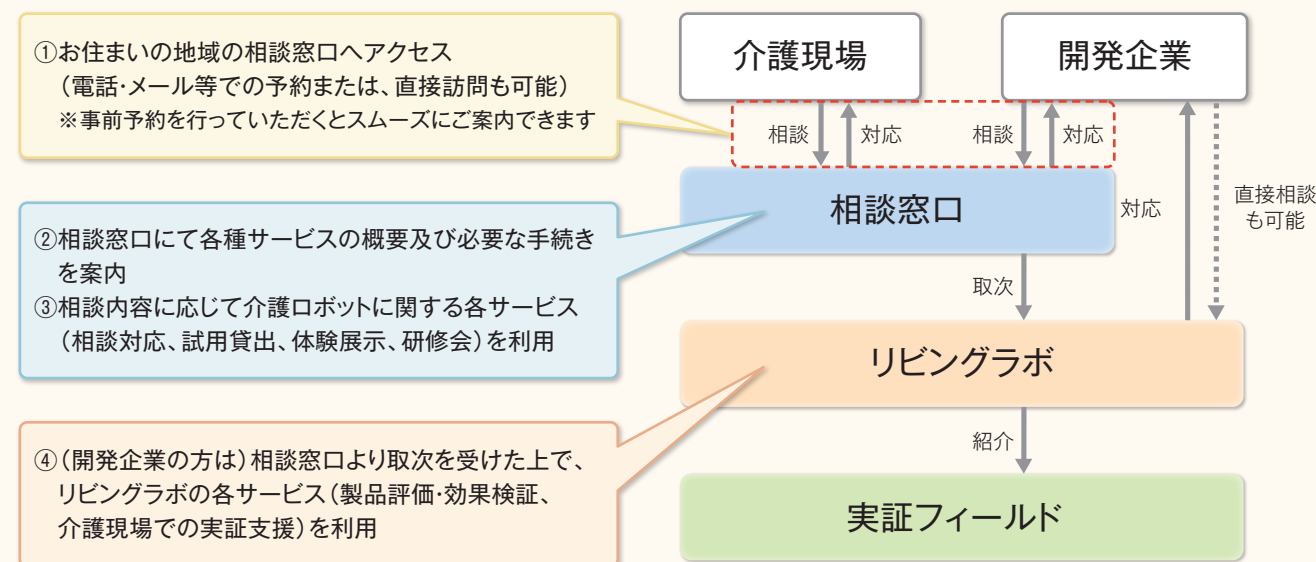 ①お住まいの地域の相談窓口へアクセス
（電話・メール等での予約または、直接訪問も可能）
※事前予約を行っていただくとスムーズにご案内できます
②相談窓口にて各種サービスの概要及び必要な手続き
を案内
③相談内容に応じて介護ロボットに関する各サービス
（相談対応、試用貸出、体験展示、研修会）を利用
④（開発企業の方は）相談窓口より取次を受けた上で、
リビングラボの各サービス（製品評価・効果検証、
介護現場での実証支援）を利用
介護現場
開発企業
相談
対応
相談
対応
相談窓口
対応
直接相談
も可能
取次
リビングラボ
紹介
実証フィールド